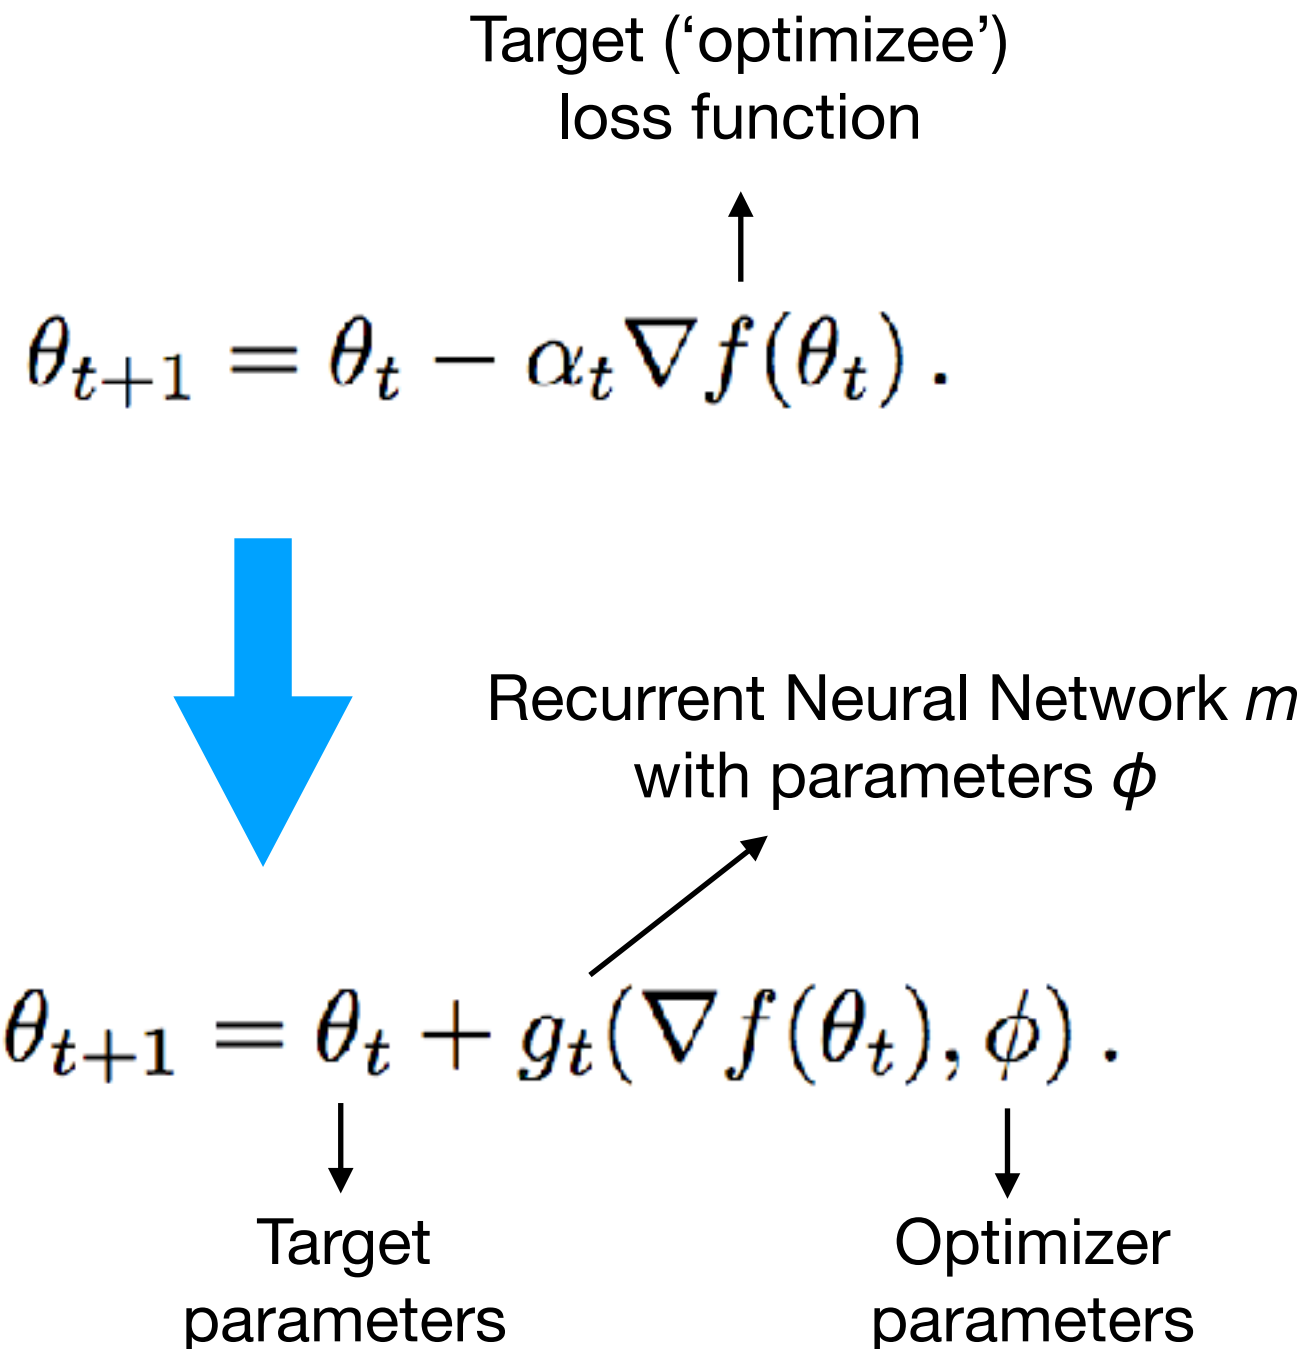 Target (‘optimizee’)
loss function
θ_{t+1} = θ_t − α_t∇f(θ_t) .
Recurrent Neural Network m
with parameters ϕ
θ_{t+1} = θ_t + g_t(∇f(θ_t), ϕ) .
Target
parameters
Optimizer
parameters